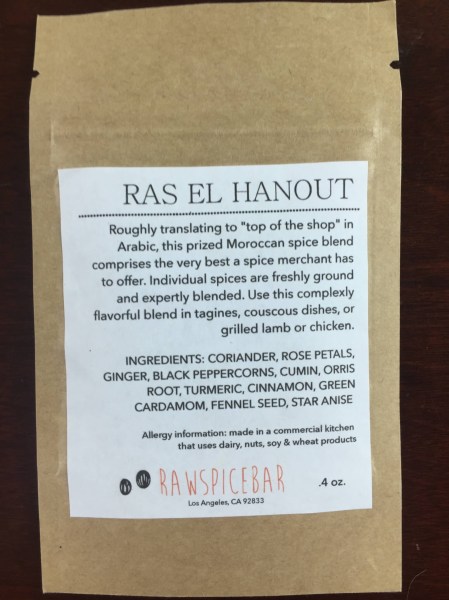 RAS EL HANOUT
Roughly translating to "top of the shop" in
Arabic, this prized Moroccan spice blend
comprises the very best a spice merchant has
to offer. Individual spices are freshly ground
and expertly blended. Use this complexly
flavorful blend in tagines, couscous dishes, or
grilled lamb or chicken.
INGREDIENTS: CORIANDER, ROSE PETALS,
GINGER, BLACK PEPPERCORNS, CUMIN, ORRIS
ROOT, TURMERIC, CINNAMON, GREEN
CARDAMOM, FENNEL SEED, STAR ANISE
Allergy information: made in a commercial kitchen
that uses dairy, nuts, soy & wheat products
RAWSPICEBAR .4 oz.
Los Angeles, CA 92833